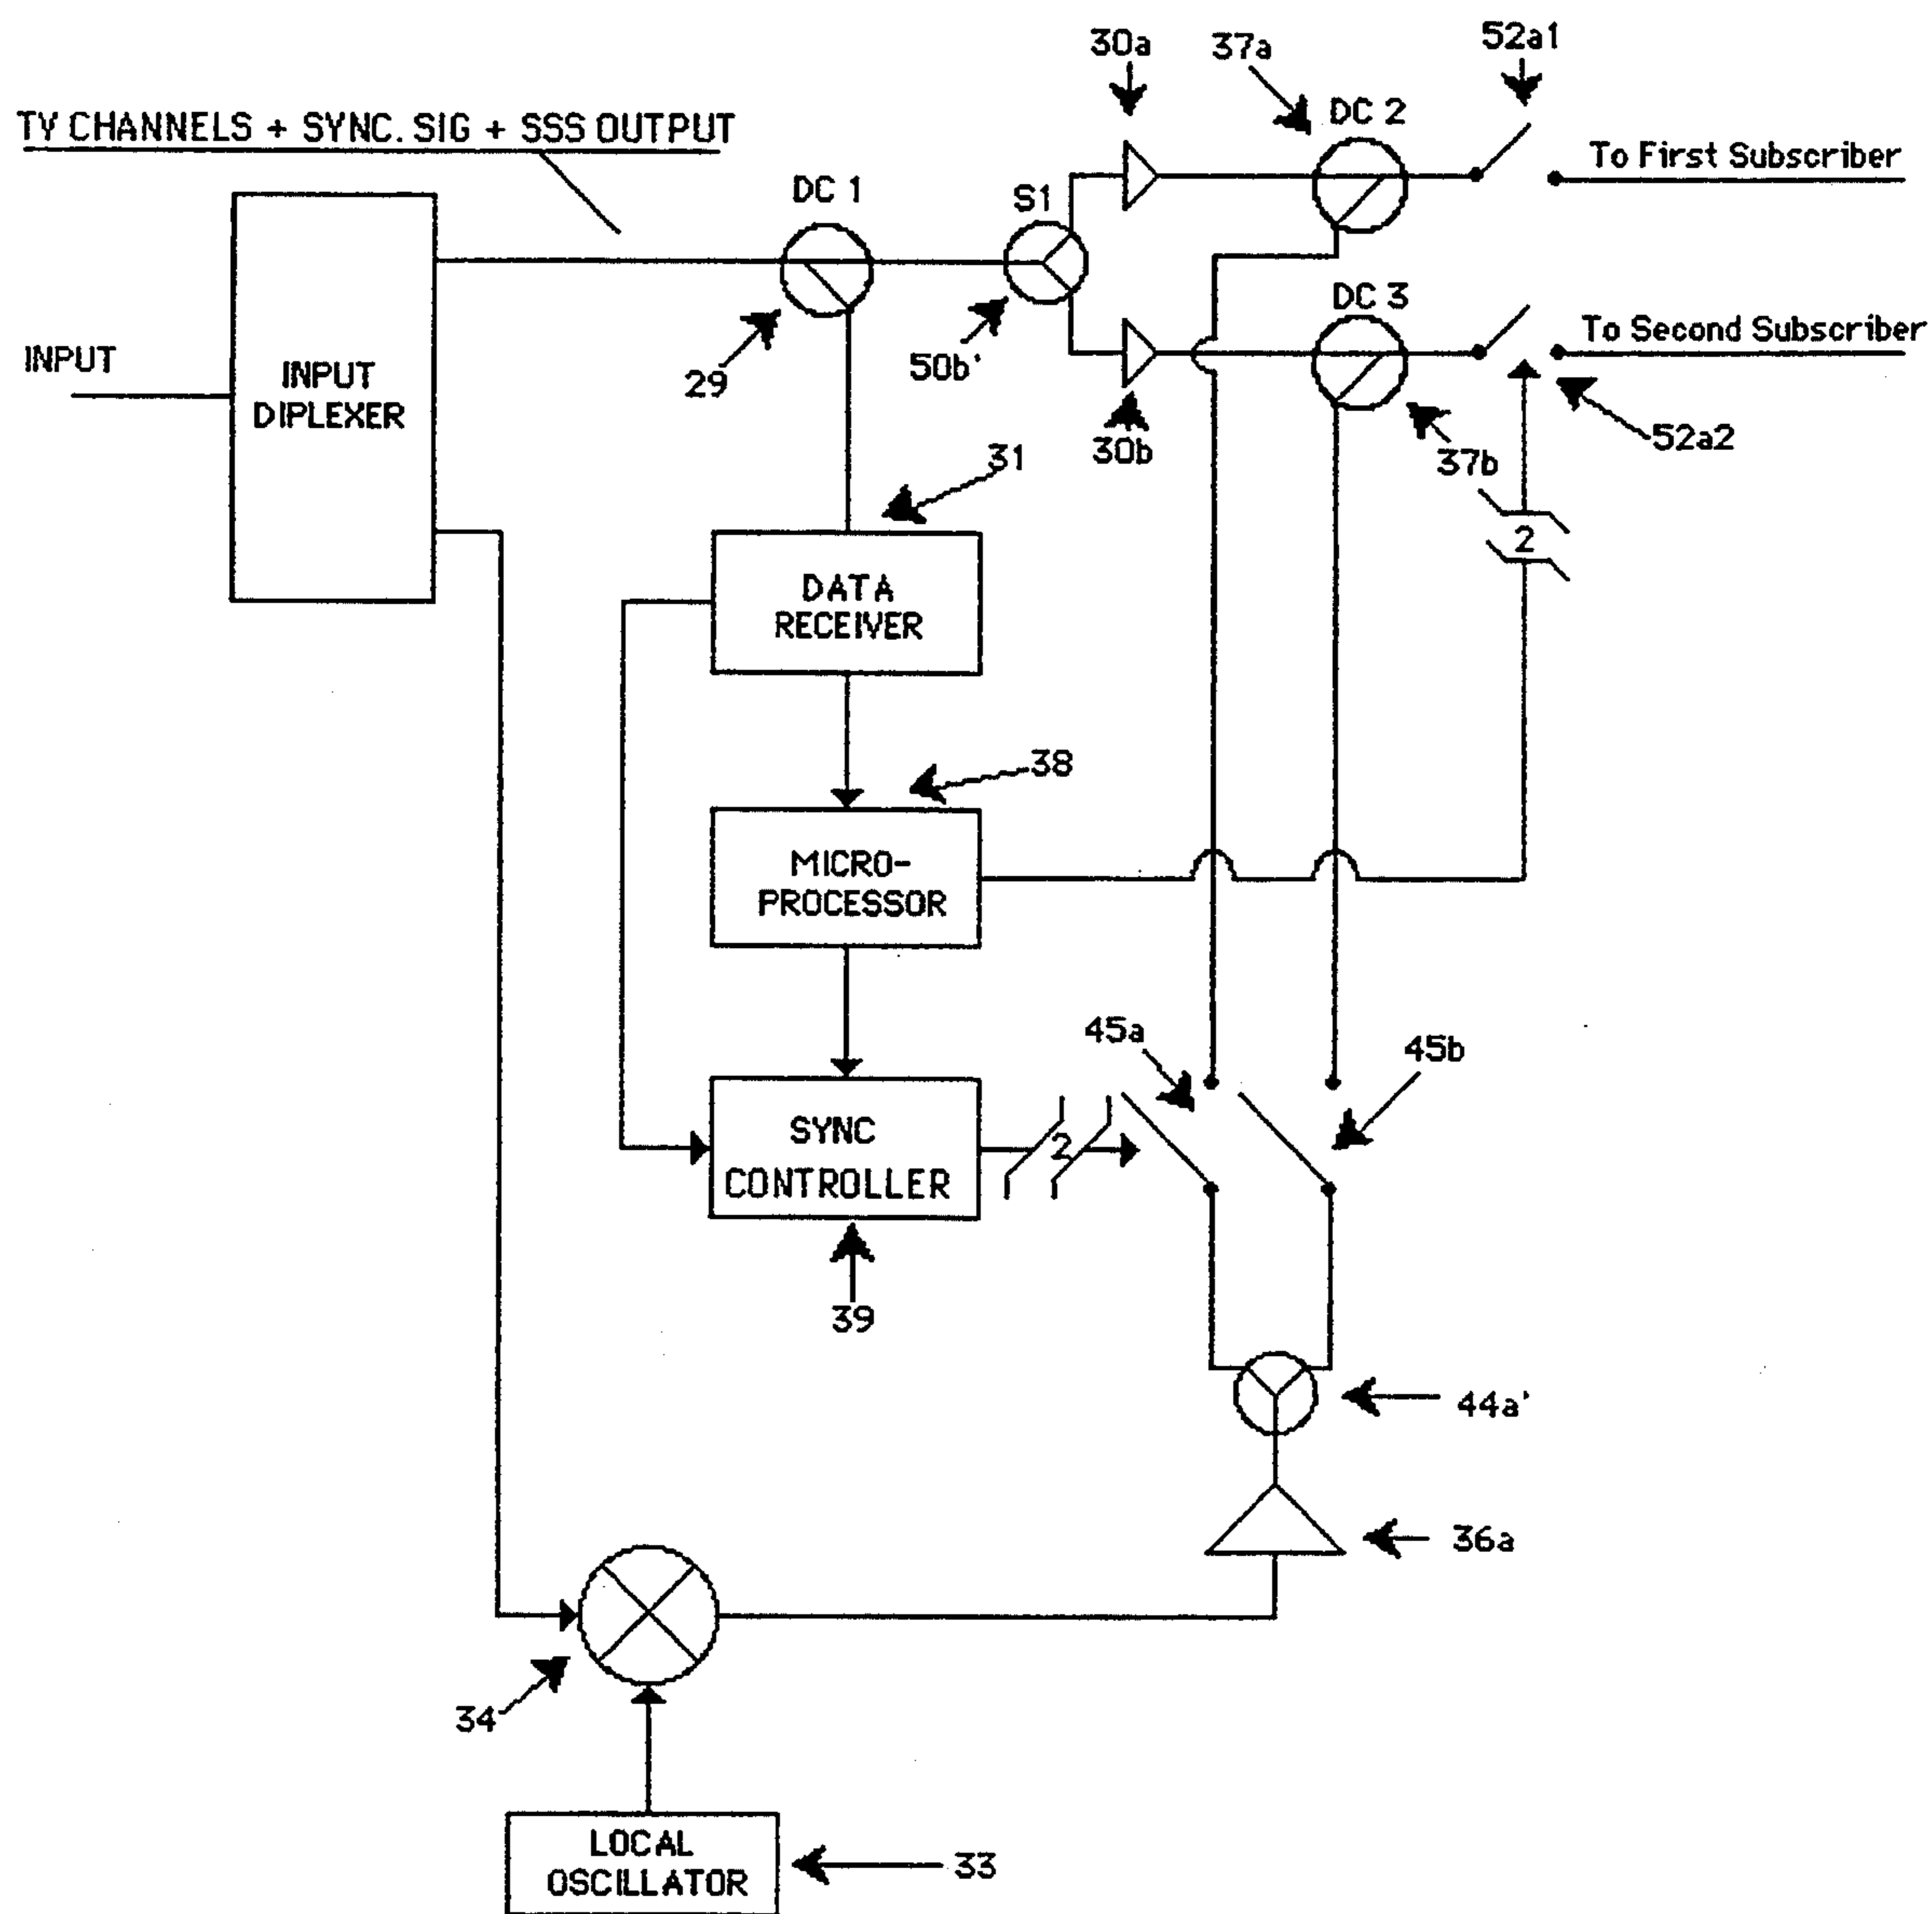 30a
37a
52a1
TV CHANNELS + SYNC. SIG + SSS OUTPUT
DC 2
To First Subscriber
DC 1
S1
DC 3
To Second Subscriber
INPUT
INPUT
DIPLEXER
29
50b'
30b
37b
52a2
31
2
DATA
RECEIVER
38
MICRO-
PROCESSOR
45a
45b
SYNC
CONTROLLER
2
39
44a'
36a
34
LOCAL
OSCILLATOR
33